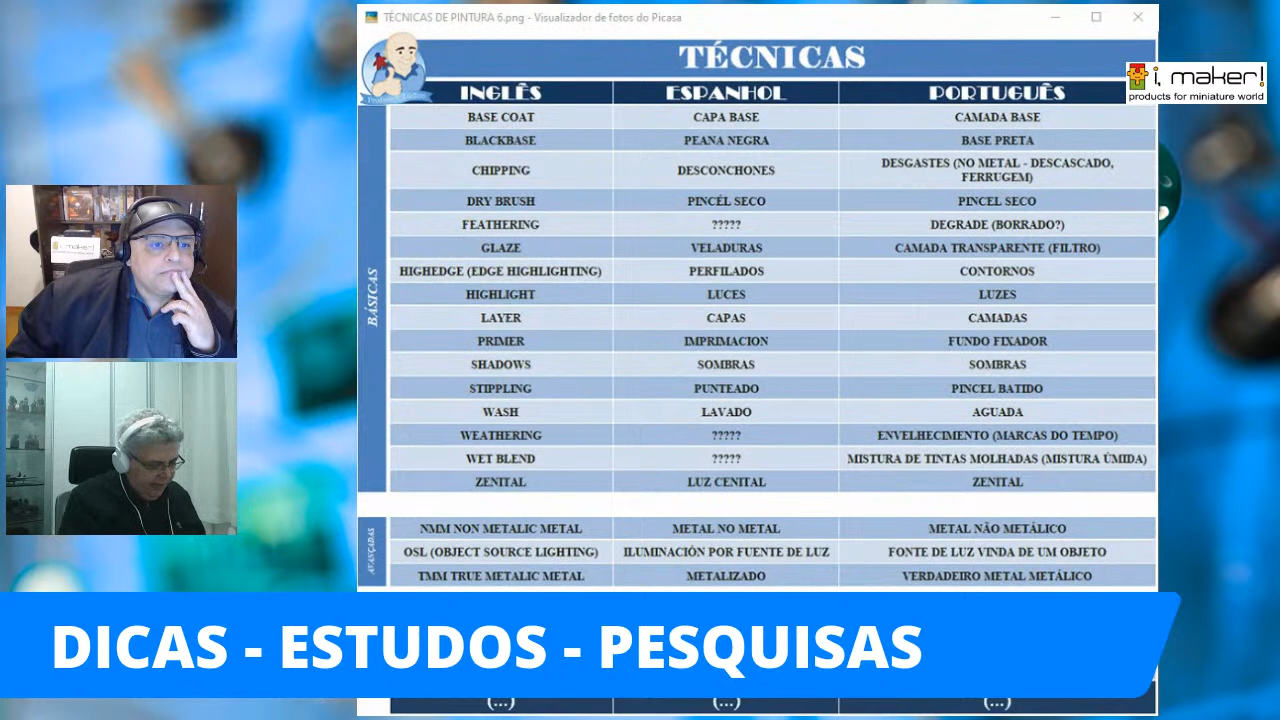 TÉCNICAS DE PINTURA 6.png - Visualizador de fotos do Picasa
TÉCNICAS
INGLÊS ESPANHOL PORTUGUÊS
i, maker!
products for miniature world
BÁSICAS
BASE COAT CAPA BASE CAMADA BASE
BLACKBASE PEANA NEGRA BASE PRETA
CHIPPING DESCONCHONES DESGASTES (NO METAL - DESCASCADO,
FERRUGEM)
DRY BRUSH PINCÉL SECO PINCEL SECO
FEATHERING ????? DEGRADE (BORRADO?)
GLAZE VELADURAS CAMADA TRANSPARENTE (FILTRO)
HIGHEDGE (EDGE HIGHLIGHTING) PERFILADOS CONTORNOS
HIGHLIGHT LUCES LUZES
LAYER CAPAS CAMADAS
PRIMER IMPRIMACION FUNDO FIXADOR
SHADOWS SOMBRAS SOMBRAS
STIPPLING PUNTEADO PINCEL BATIDO
WASH LAVADO AGUADA
WEATHERING ????? ENVELHECIMENTO (MARCAS DO TEMPO)
WET BLEND ????? MISTURA DE TINTAS MOLHADAS (MISTURA ÚMIDA)
ZENITAL LUZ CENITAL ZENITAL
AVANÇADAS
NMM NON METALIC METAL METAL NO METAL METAL NÃO METÁLICO
OSL (OBJECT SOURCE LIGHTING) ILUMINACIÓN POR FUENTE DE LUZ FONTE DE LUZ VINDA DE UM OBJETO
TMM TRUE METALIC METAL METALIZADO VERDADEIRO METAL METÁLICO
i, maker!
DICAS - ESTUDOS - PESQUISAS
(...) (...) (...)